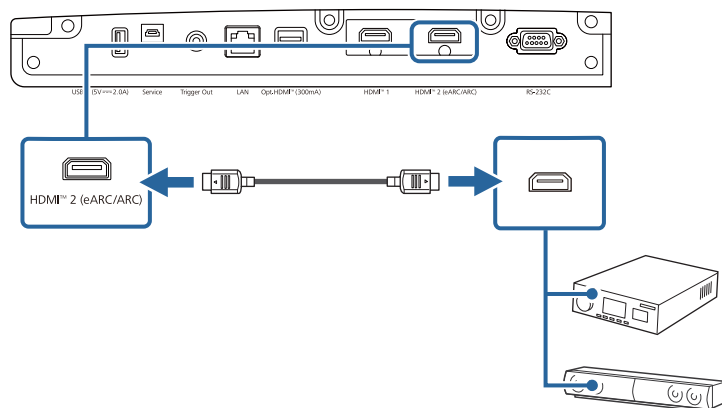 USB (5V⎓2.0A)
Service
Trigger Out
LAN
Opt.HDMI™ (300mA)
HDMI™ 1
HDMI™ 2 (eARC/ARC)
RS-232C
HDMI™ 2 (eARC/ARC)